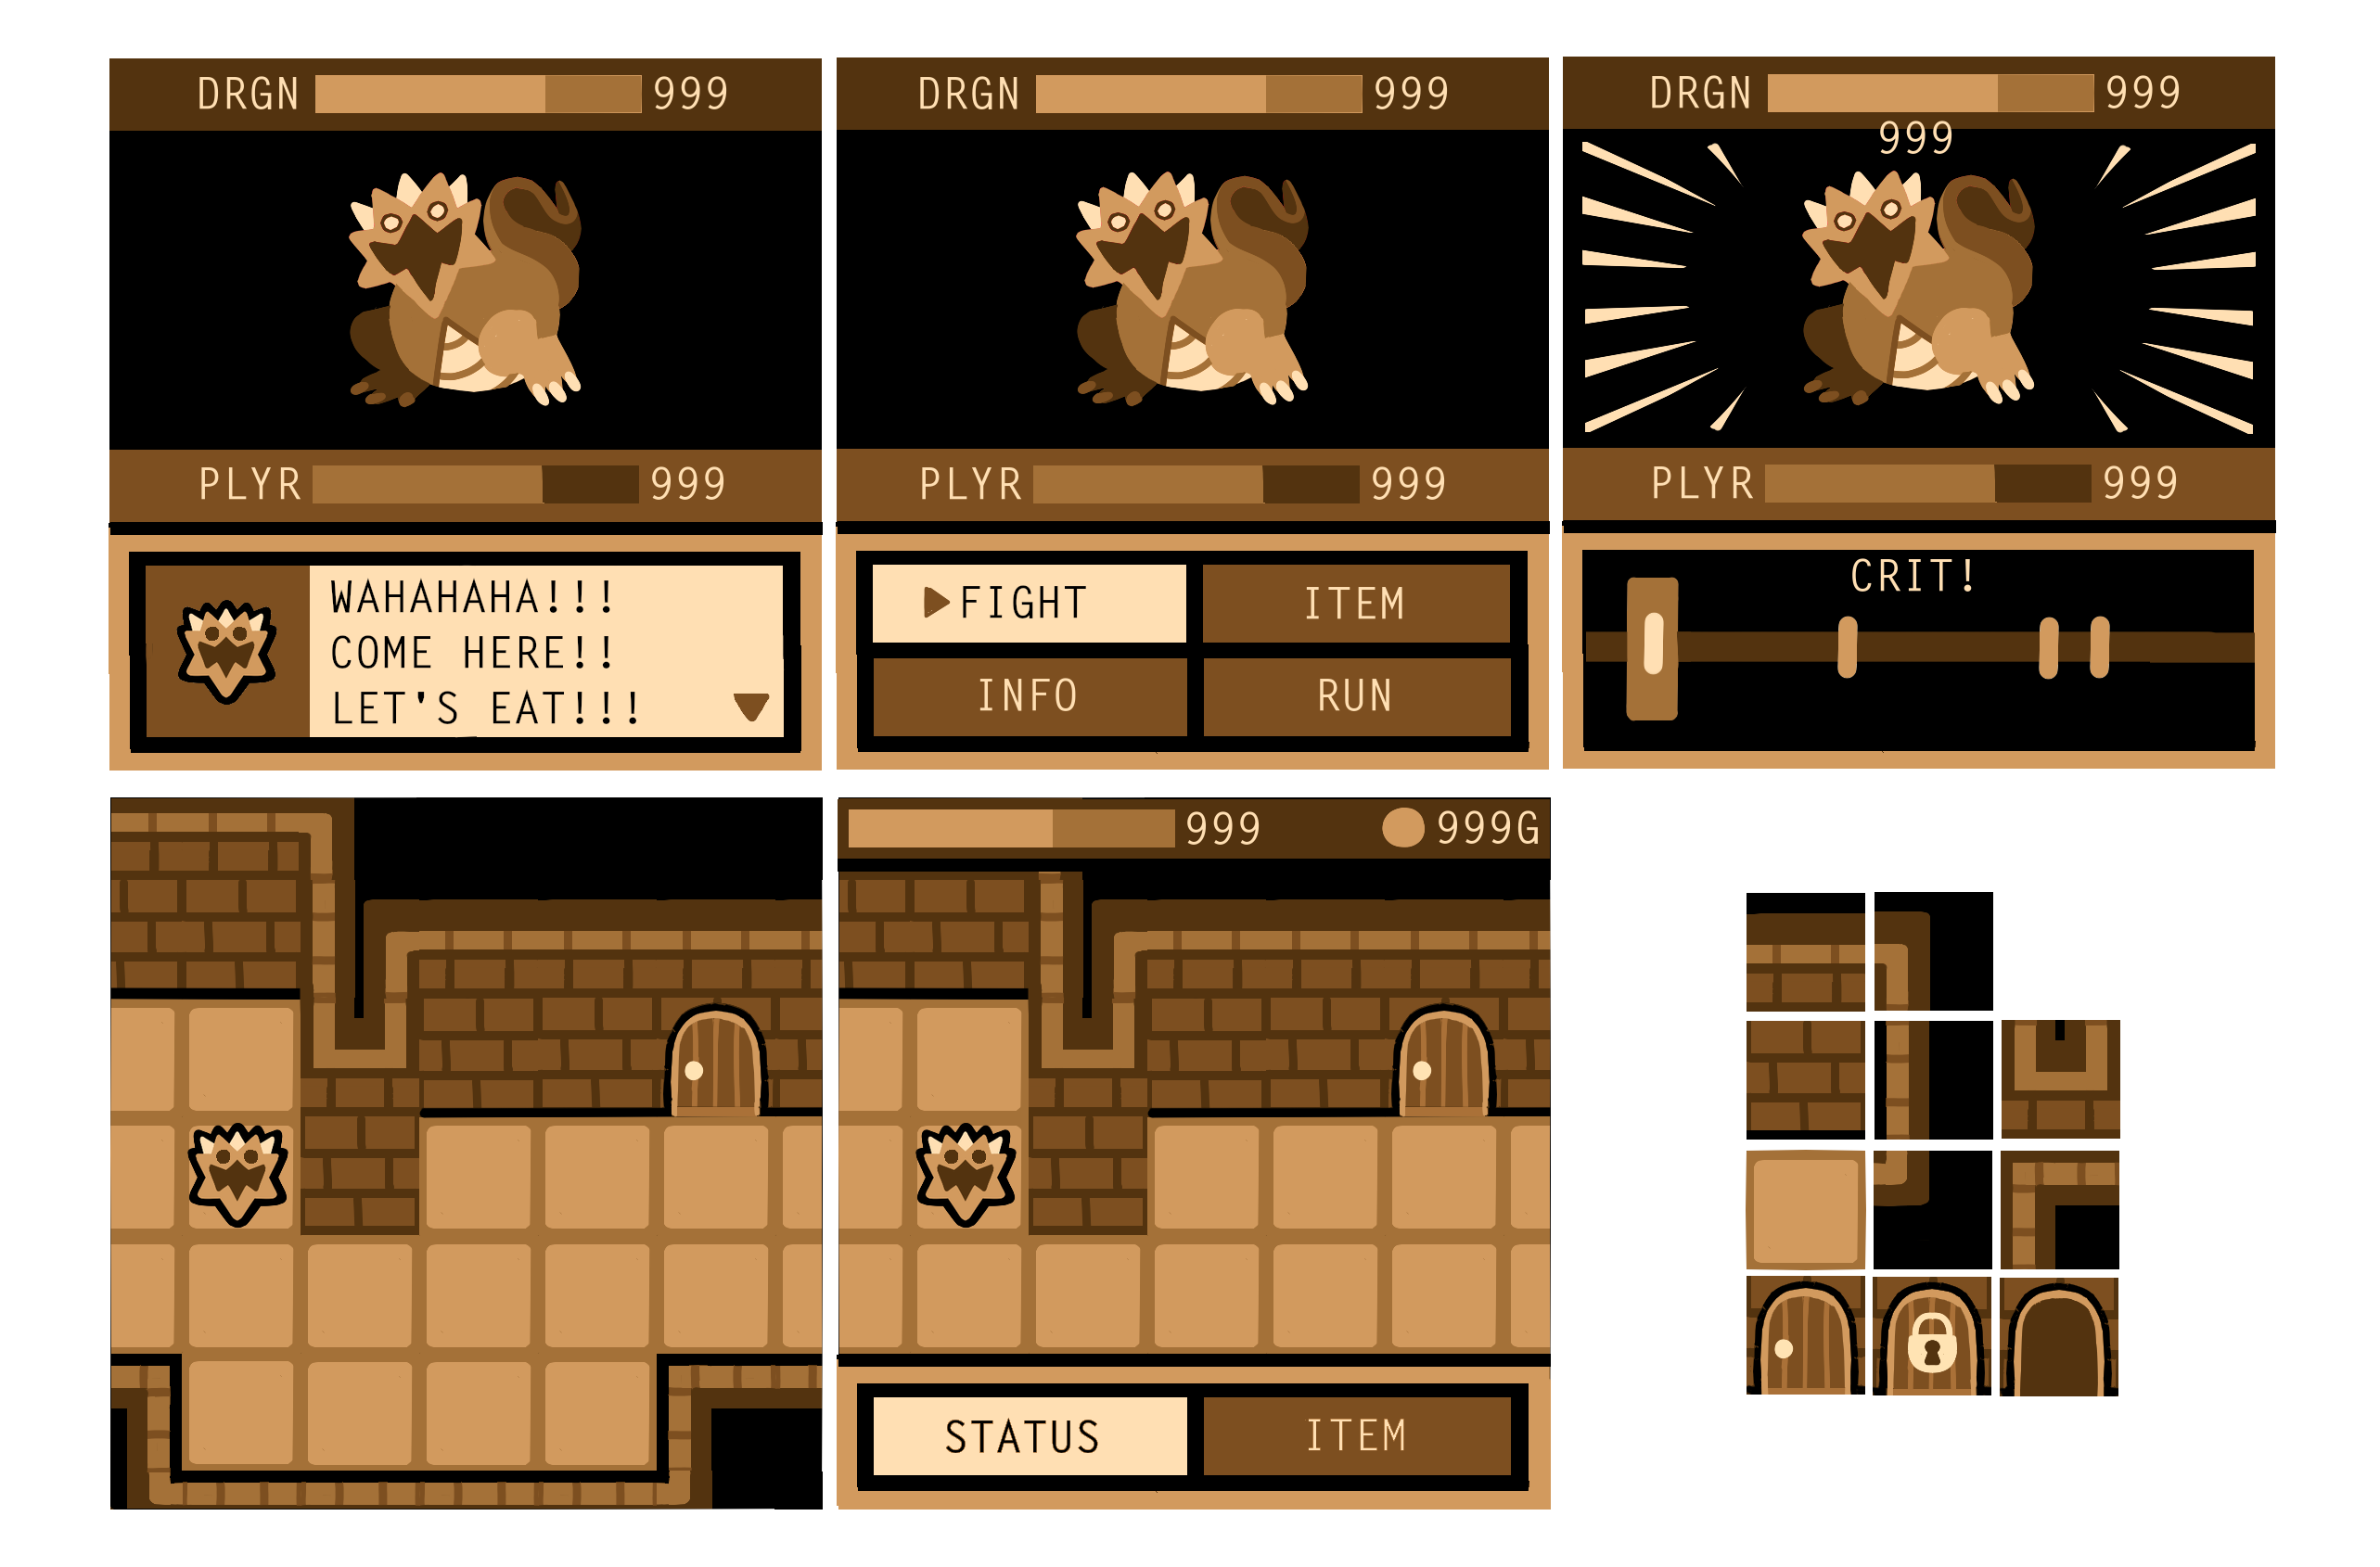 DRGN 999
PLYR 999
WAHAHAHA!!!
COME HERE!!
LET'S EAT!!!
DRGN 999
PLYR 999
FIGHT ITEM
INFO RUN
DRGN 999
999
PLYR 999
CRIT!
999 999G
STATUS ITEM